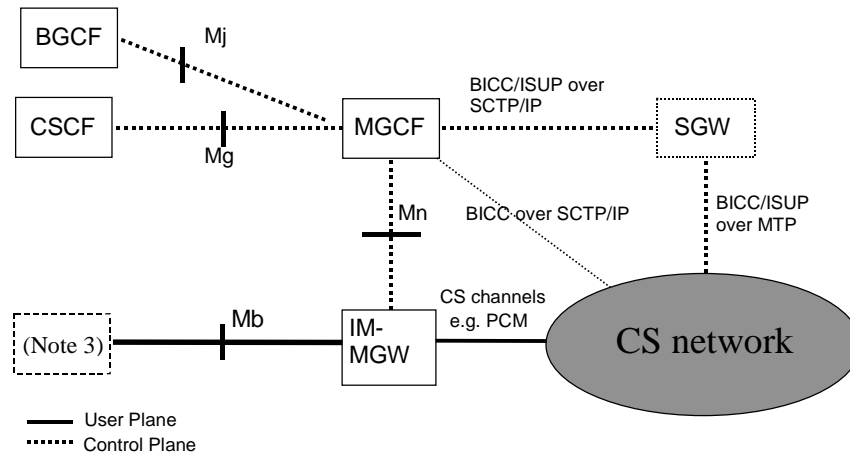 BGCF
Mj
BICC/ISUP over
SCTP/IP
CSCF
Mg
MGCF
SGW
Mn
BICC over SCTP/IP
BICC/ISUP
over MTP
CS channels
e.g. PCM
(Note 3)
Mb
IM-
MGW
CS network
User Plane
Control Plane